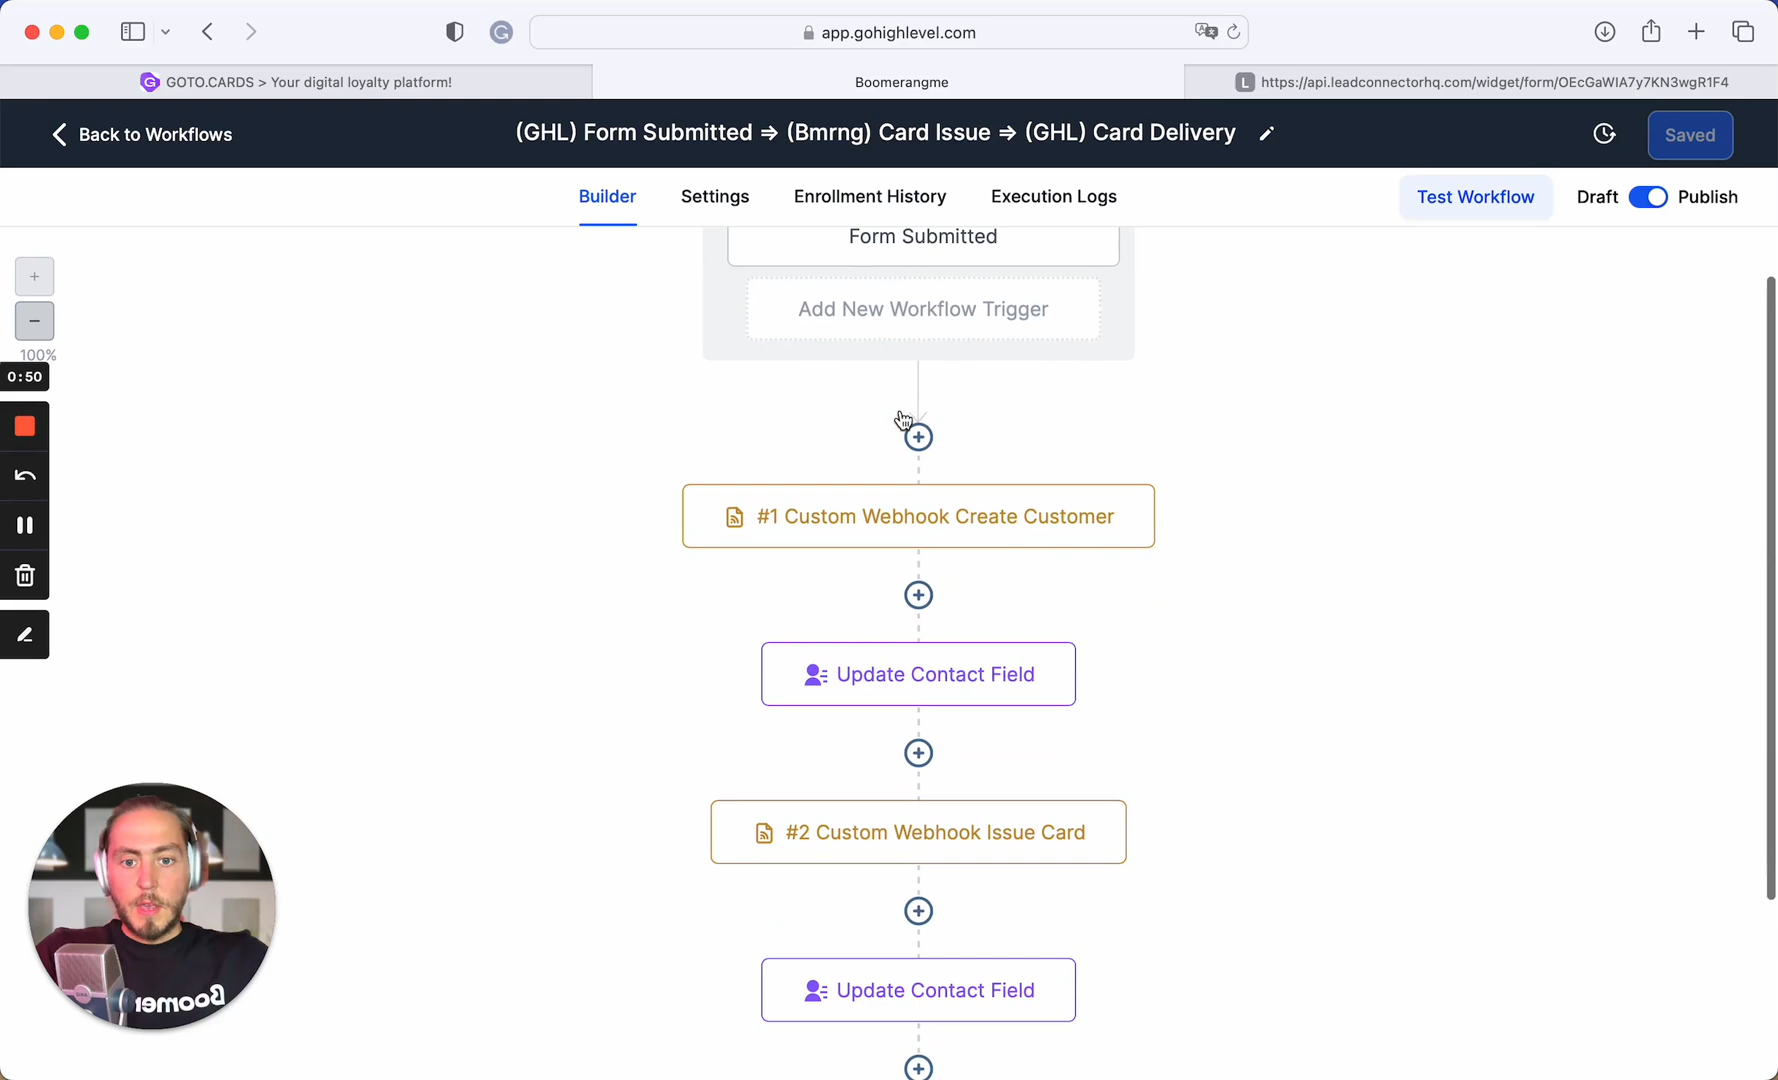 app.gohighlevel.com
GOTO.CARDS > Your digital loyalty platform!
Boomerangme
L https://api.leadconnectorhq.com/widget/form/OEcGaWIA7y7KN3wgR1F4
Back to Workflows
(GHL) Form Submitted ⇒ (Bmrng) Card Issue ⇒ (GHL) Card Delivery
Saved
Builder
Settings
Enrollment History
Execution Logs
Test Workflow
Draft
Publish
Form Submitted
Add New Workflow Trigger
100%
0:50
#1 Custom Webhook Create Customer
Update Contact Field
#2 Custom Webhook Issue Card
Update Contact Field
Boomer